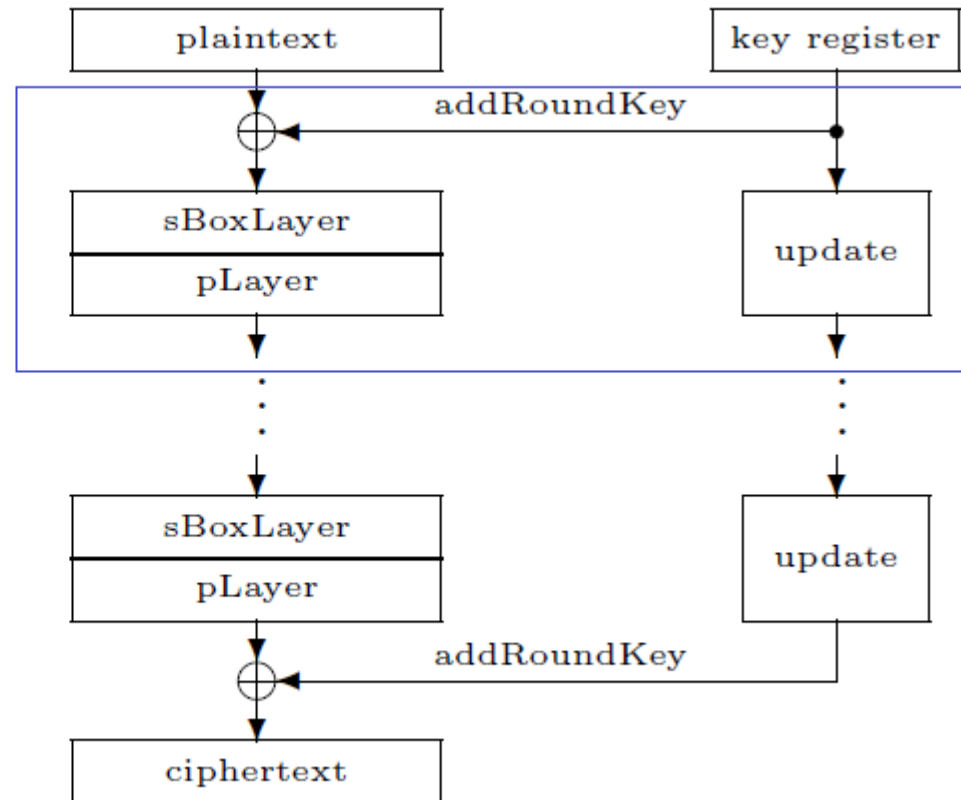 plaintext
key register
addRoundKey
sBoxLayer
pLayer
update
sBoxLayer
pLayer
update
addRoundKey
ciphertext